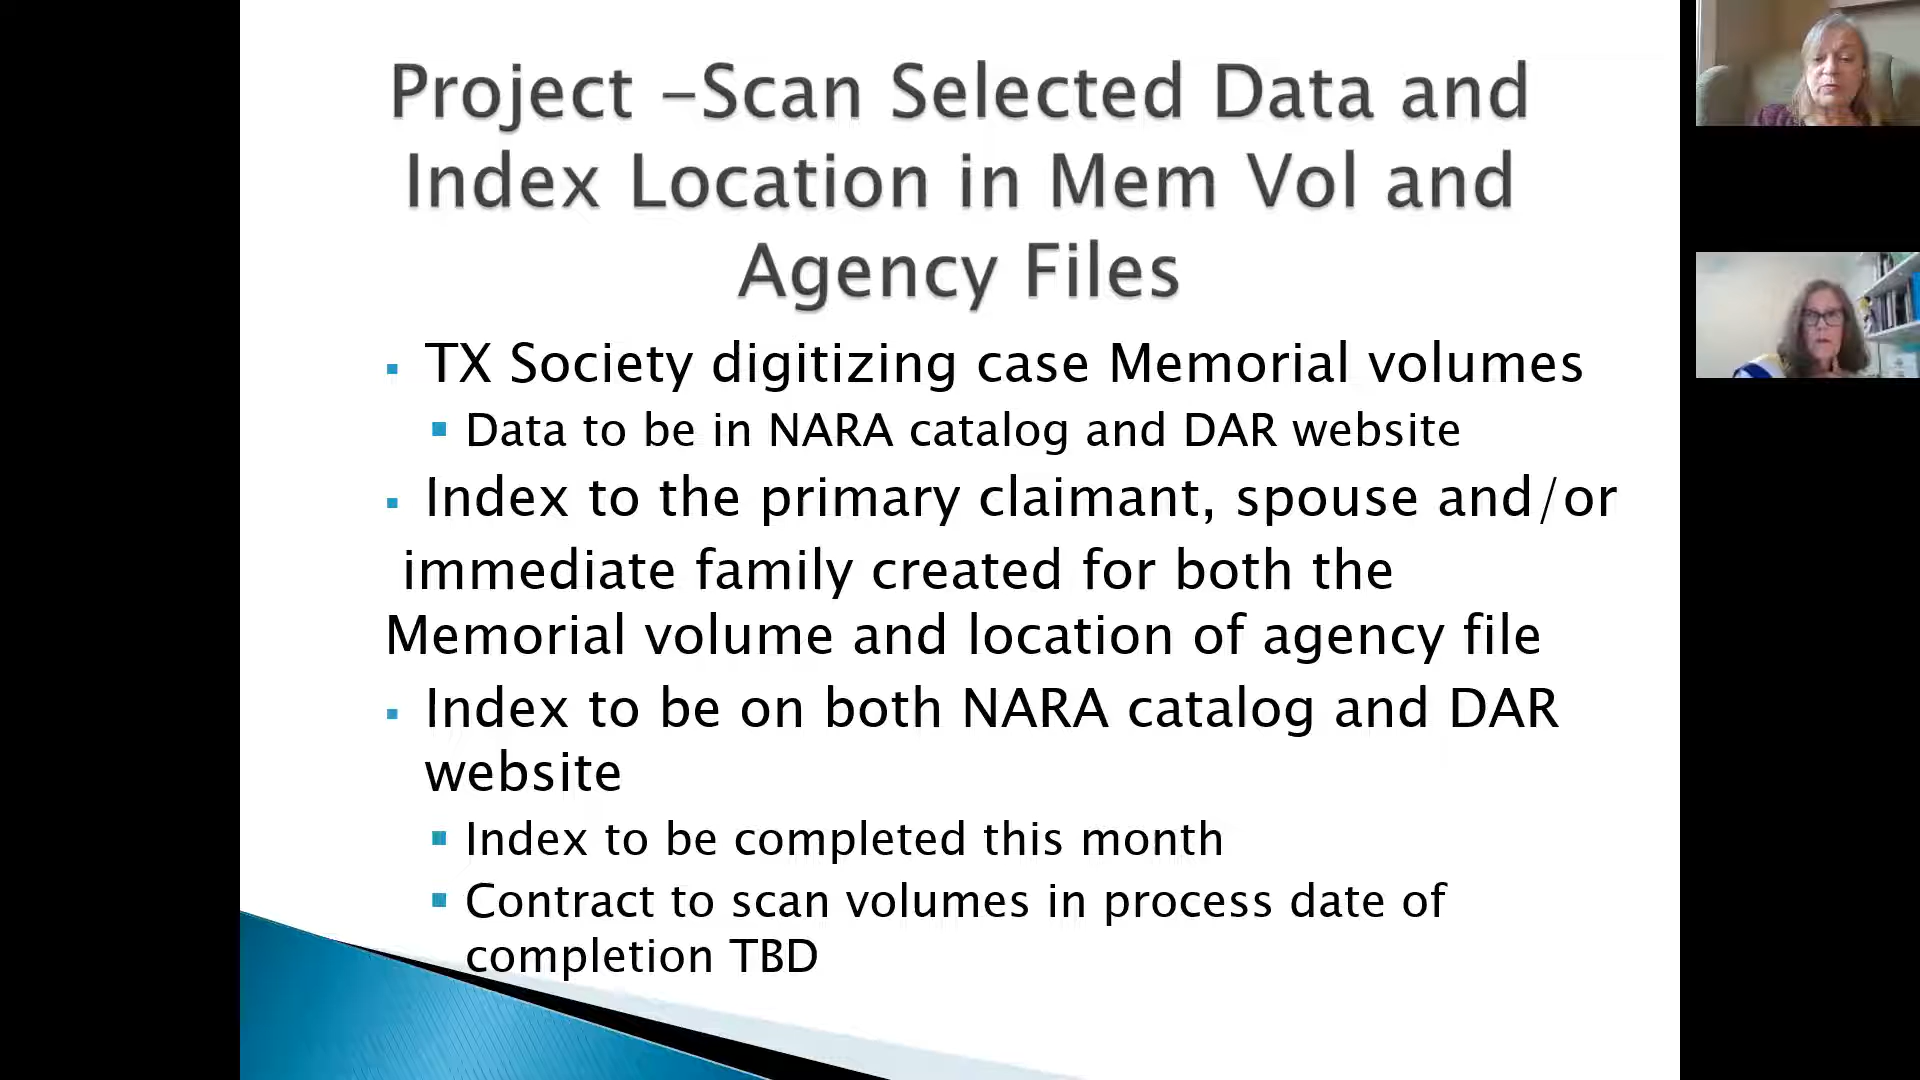 Project -Scan Selected Data and
Index Location in Mem Vol and
Agency Files
TX Society digitizing case Memorial volumes
Data to be in NARA catalog and DAR website
Index to the primary claimant, spouse and/or
immediate family created for both the
Memorial volume and location of agency file
Index to be on both NARA catalog and DAR
website
Index to be completed this month
Contract to scan volumes in process date of
completion TBD